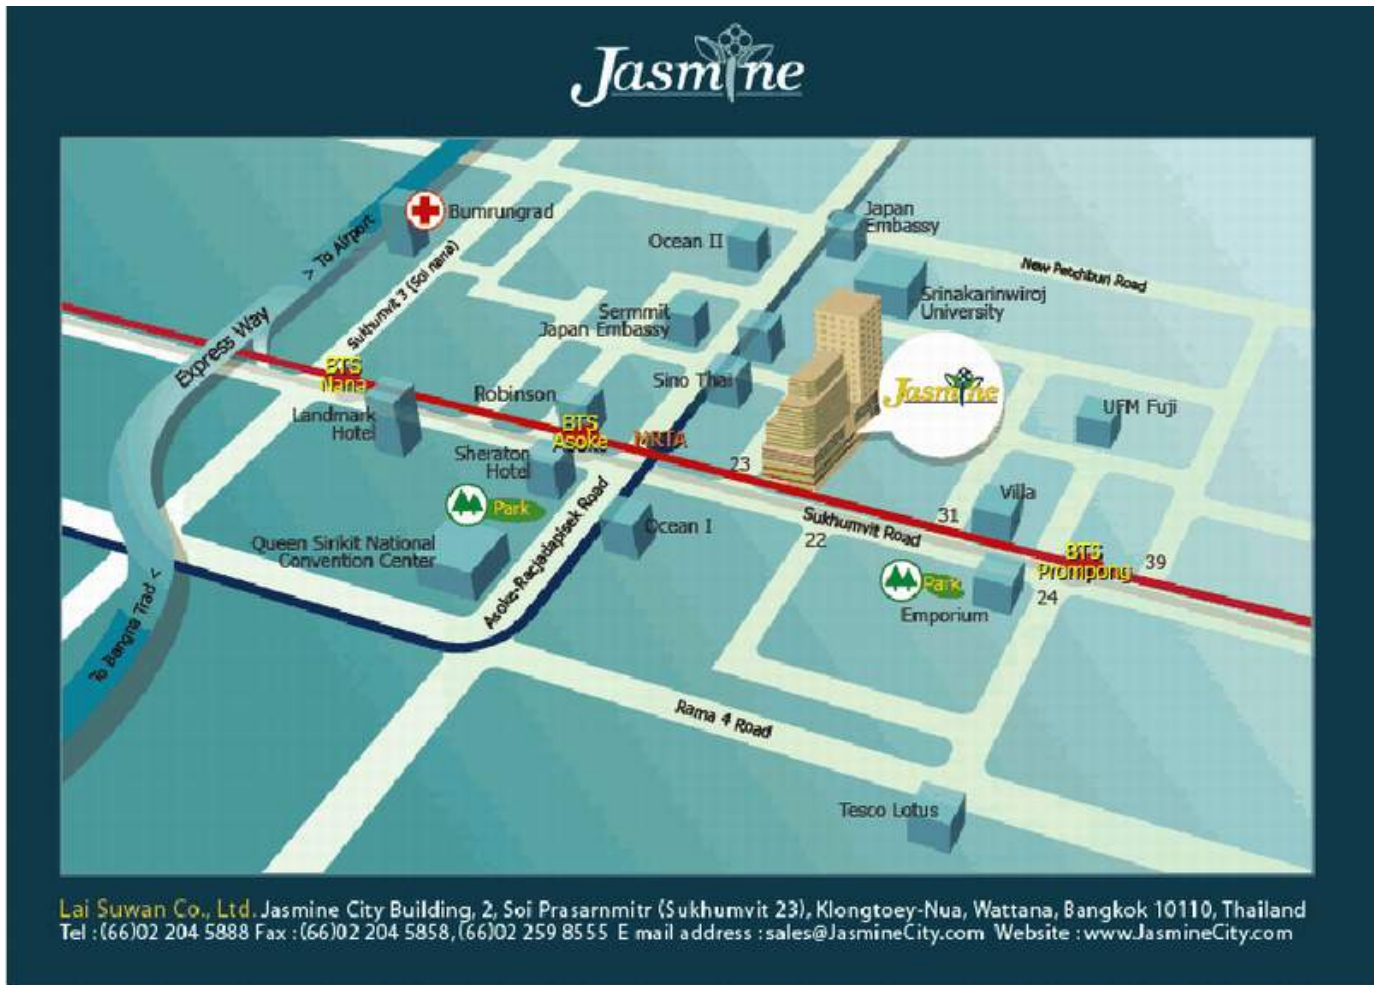 Jasmine
Bumrungrad
Japan
Embassy
Ocean II
> To Airport
Sukhumvit 3 (Soi nana)
New Petchburi Road
Srinakarinwiroj
University
Sermmit
Japan Embassy
Express Way
BTS
Nana
Sino Thai
Jasmine
Robinson
Landmark
Hotel
UFM Fuji
BTS
Asoke
MRTA
Sheraton
Hotel
23
Villa
Park
Asoke-Racjadapisek Road
Ocean I
Sukhumvit Road
31
22
Queen Sirikit National
Convention Center
BTS
Prompong
39
Park
24
Emporium
To Bangna Trad <
Rama 4 Road
Tesco Lotus
Lai Suwan Co., Ltd. Jasmine City Building, 2, Soi Prasarnmitr (Sukhumvit 23), Klongtoey-Nua, Wattana, Bangkok 10110, Thailand
Tel :(66)02 204 5888 Fax :(66)02 204 5858, (66)02 259 8555 E mail address :sales@JasmineCity.com Website :www.JasmineCity.com